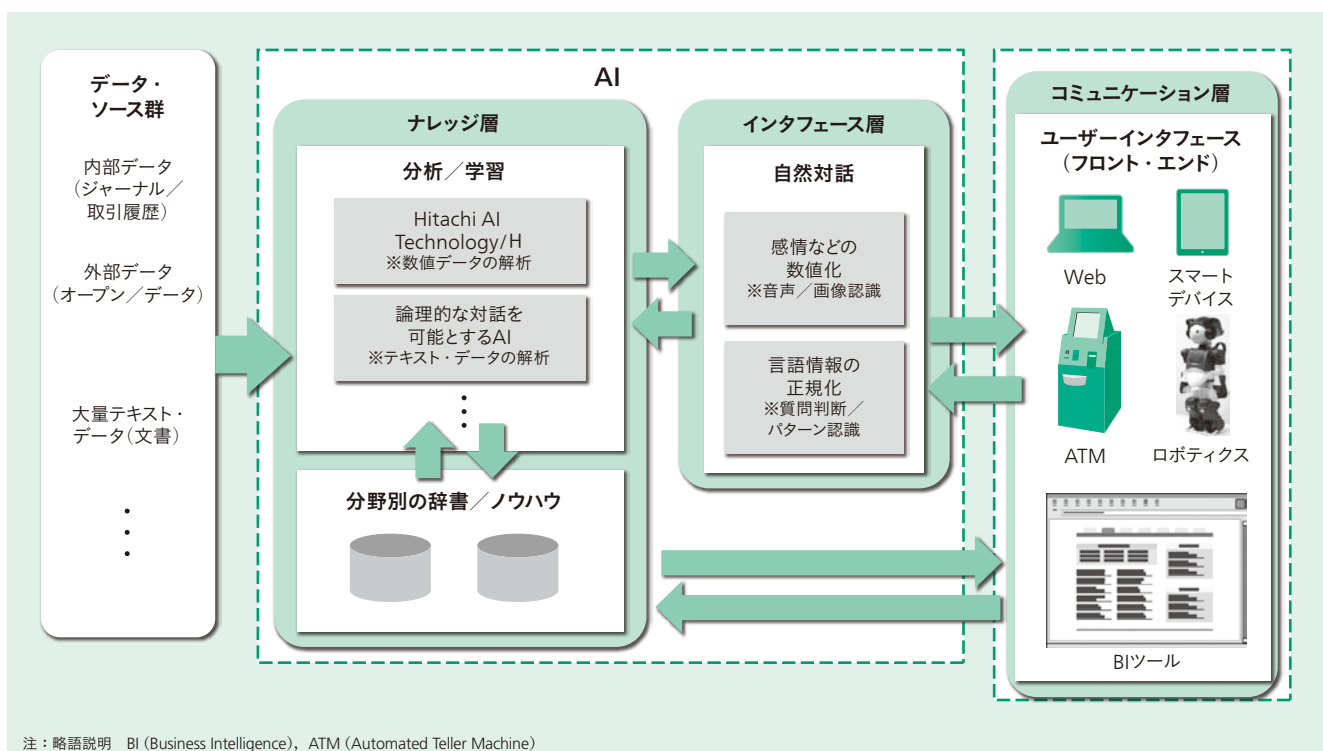 データ・
ソース群
内部データ
(ジャーナル／
取引履歴)
外部データ
(オープン／データ)
大量テキスト・
データ(文書)
AI
ナレッジ層
分析／学習
Hitachi AI
Technology/H
※数値データの解析
論理的な対話を
可能とするAI
※テキスト・データの解析
分野別の辞書／ノウハウ
インタフェース層
自然対話
感情などの
数値化
※音声／画像認識
言語情報の
正規化
※質問判断／
パターン認識
コミュニケーション層
ユーザーインタフェース
(フロント・エンド)
Web
スマート
デバイス
ATM
ロボティクス
BIツール
注：略語説明　BI (Business Intelligence)，ATM (Automated Teller Machine)